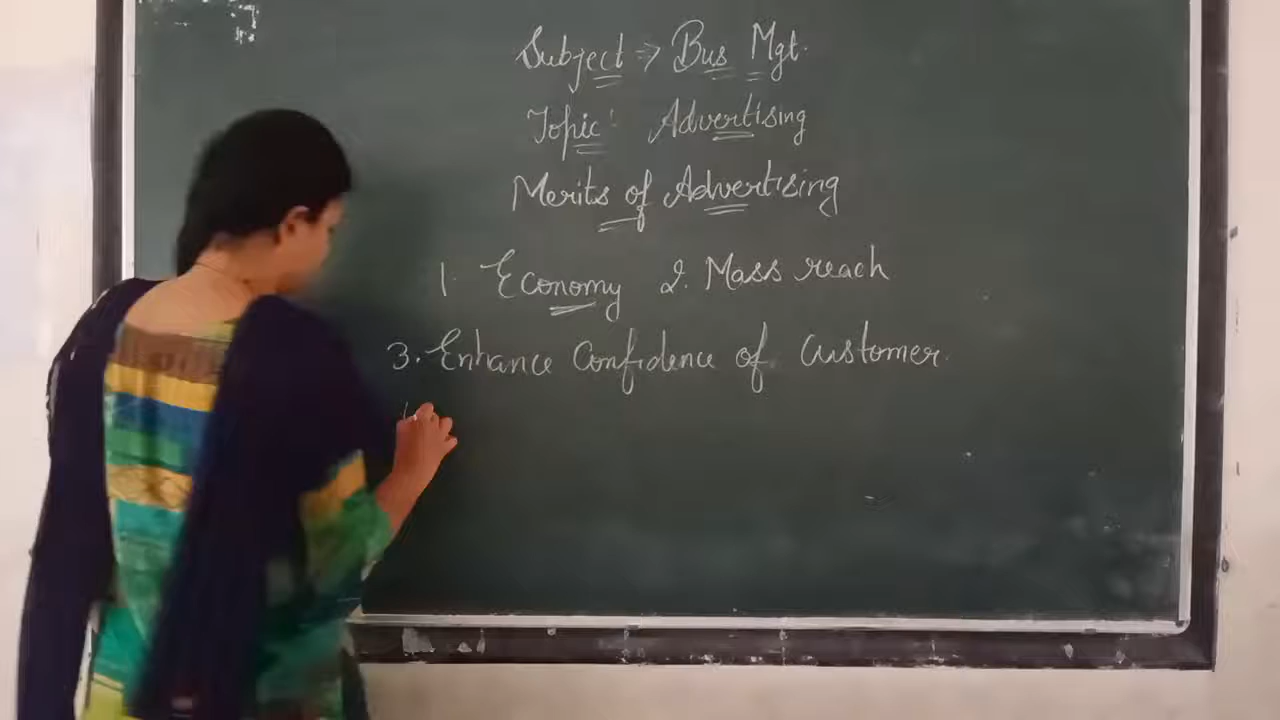 Subject → Bus Mgt.
Topic: Advertising
Merits of Advertising
1. Economy 2. Mass reach
3. Enhance Confidence of Customer.